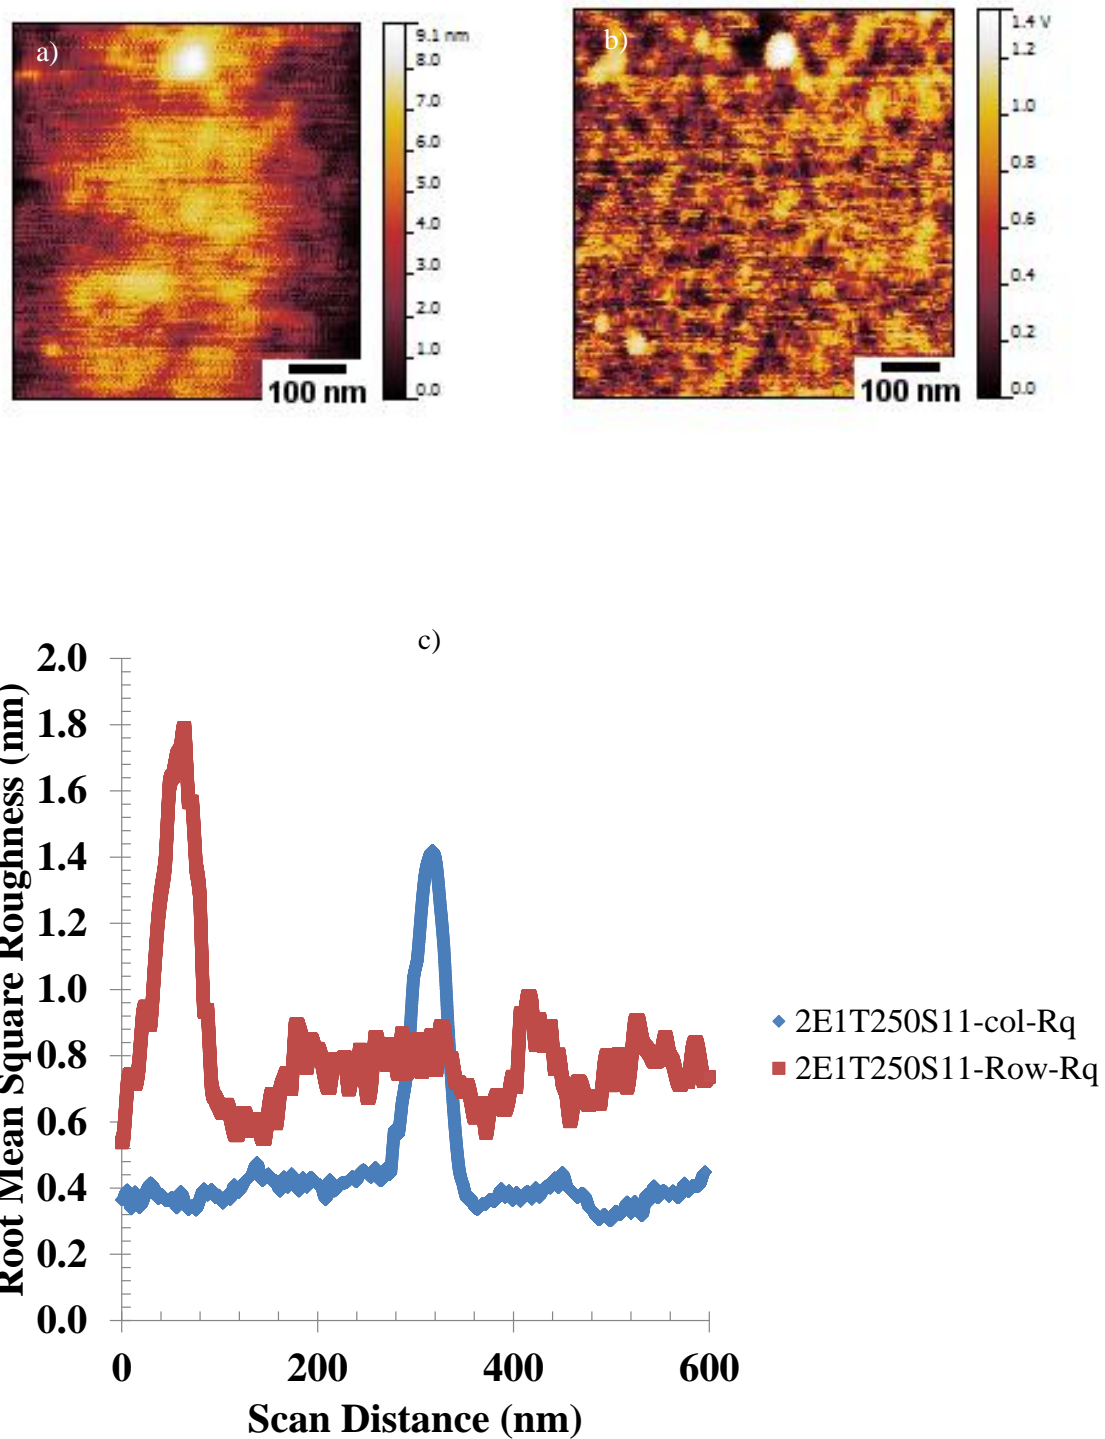 a)
9.1 nm
8.0
7.0
6.0
5.0
4.0
3.0
2.0
1.0
0.0
100 nm
b)
1.4 V
1.2
1.0
0.8
0.6
0.4
0.2
0.0
100 nm
c)
Root Mean Square Roughness (nm)
2.0
1.8
1.6
1.4
1.2
1.0
0.8
0.6
0.4
0.2
0.0
0 200 400 600
Scan Distance (nm)
2E1T250S11-col-Rq
2E1T250S11-Row-Rq